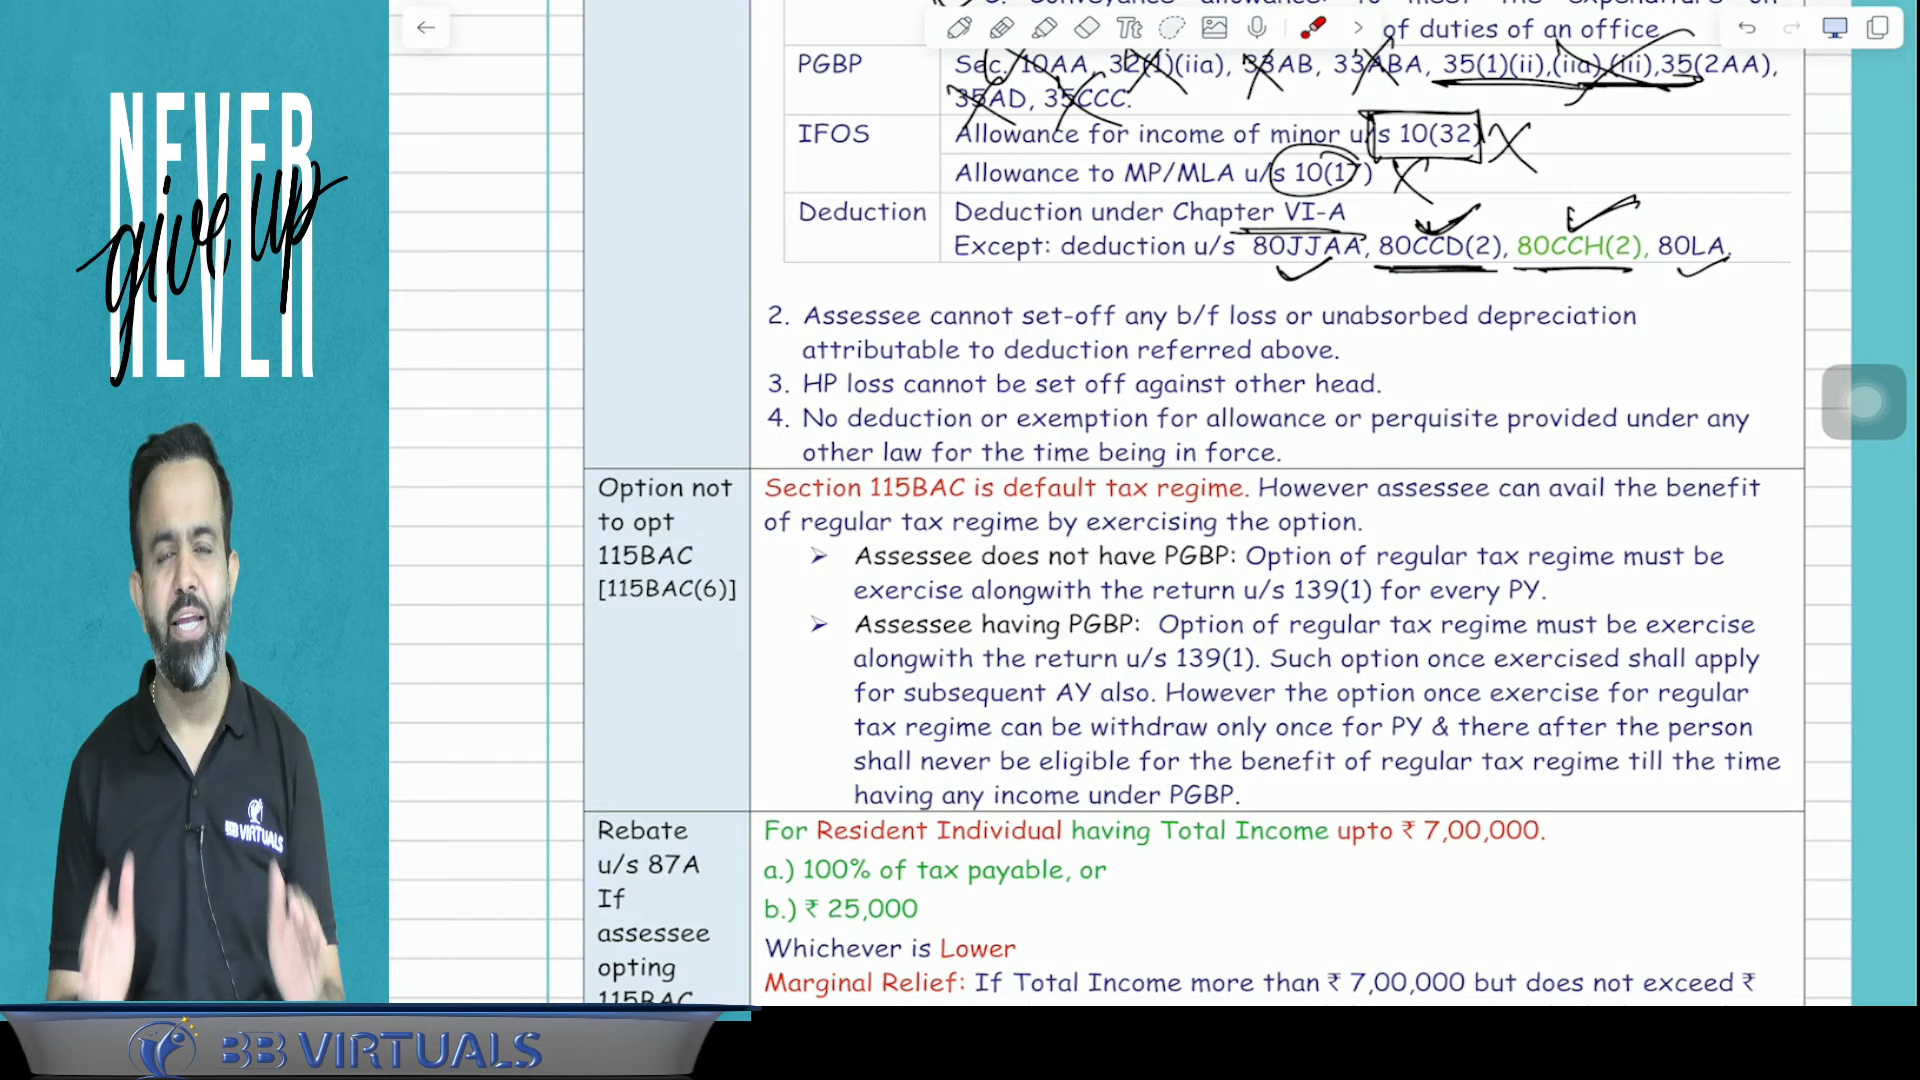 NEVER
give up
NEVER
C. Conveyance allowance: To meet the expenditure on
of duties of an office
PGBP
Sec. 10AA, 32(1)(iia), 33AB, 33ABA, 35(1)(ii),(iia),(iii),35(2AA),
35AD, 35CCC.
IFOS
Allowance for income of minor u/s 10(32)
Allowance to MP/MLA u/s 10(17)
Deduction
Deduction under Chapter VI-A
Except: deduction u/s 80JJAA, 80CCD(2), 80CCH(2), 80LA.
2. Assessee cannot set-off any b/f loss or unabsorbed depreciation
attributable to deduction referred above.
3. HP loss cannot be set off against other head.
4. No deduction or exemption for allowance or perquisite provided under any
other law for the time being in force.
Option not
to opt
115BAC
[115BAC(6)]
Section 115BAC is default tax regime. However assessee can avail the benefit
of regular tax regime by exercising the option.
➢ Assessee does not have PGBP: Option of regular tax regime must be
exercise alongwith the return u/s 139(1) for every PY.
➢ Assessee having PGBP: Option of regular tax regime must be exercise
alongwith the return u/s 139(1). Such option once exercised shall apply
for subsequent AY also. However the option once exercise for regular
tax regime can be withdraw only once for PY & there after the person
shall never be eligible for the benefit of regular tax regime till the time
having any income under PGBP.
Rebate
u/s 87A
If
assessee
opting
115BAC
For Resident Individual having Total Income upto ₹ 7,00,000.
a.) 100% of tax payable, or
b.) ₹ 25,000
Whichever is Lower
Marginal Relief: If Total Income more than ₹ 7,00,000 but does not exceed ₹
BB VIRTUALS
BB VIRTUALS